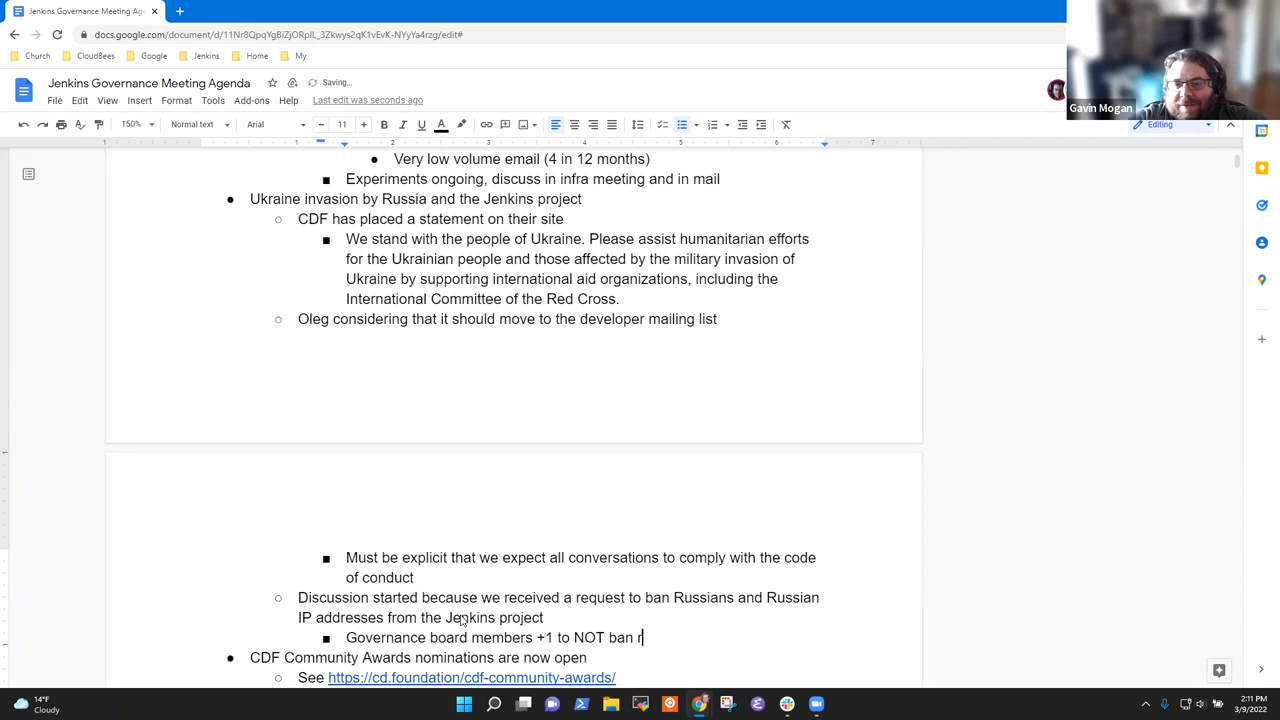 Jenkins Governance Meeting Ag
docs.google.com/document/d/11Nr8QpqYgBiZjORpIL_3Zkwys2qK1vEvK-NYyYa4rzg/edit#
Church
CloudBees
Google
Jenkins
Home
My
Gavin Mogan
Jenkins Governance Meeting Agenda
Saving...
File Edit View Insert Format Tools Add-ons Help Last edit was seconds ago
150% Normal text Arial 11 B I U A Editing
1 1 2 3 4 5 6 7
● Very low volume email (4 in 12 months)
■ Experiments ongoing, discuss in infra meeting and in mail
● Ukraine invasion by Russia and the Jenkins project
○ CDF has placed a statement on their site
■ We stand with the people of Ukraine. Please assist humanitarian efforts
for the Ukrainian people and those affected by the military invasion of
Ukraine by supporting international aid organizations, including the
International Committee of the Red Cross.
○ Oleg considering that it should move to the developer mailing list
■ Must be explicit that we expect all conversations to comply with the code
of conduct
○ Discussion started because we received a request to ban Russians and Russian
IP addresses from the Jenkins project
■ Governance board members +1 to NOT ban r
● CDF Community Awards nominations are now open
○ See https://cd.foundation/cdf-community-awards/
14°F
Cloudy
2:11 PM
3/9/2022